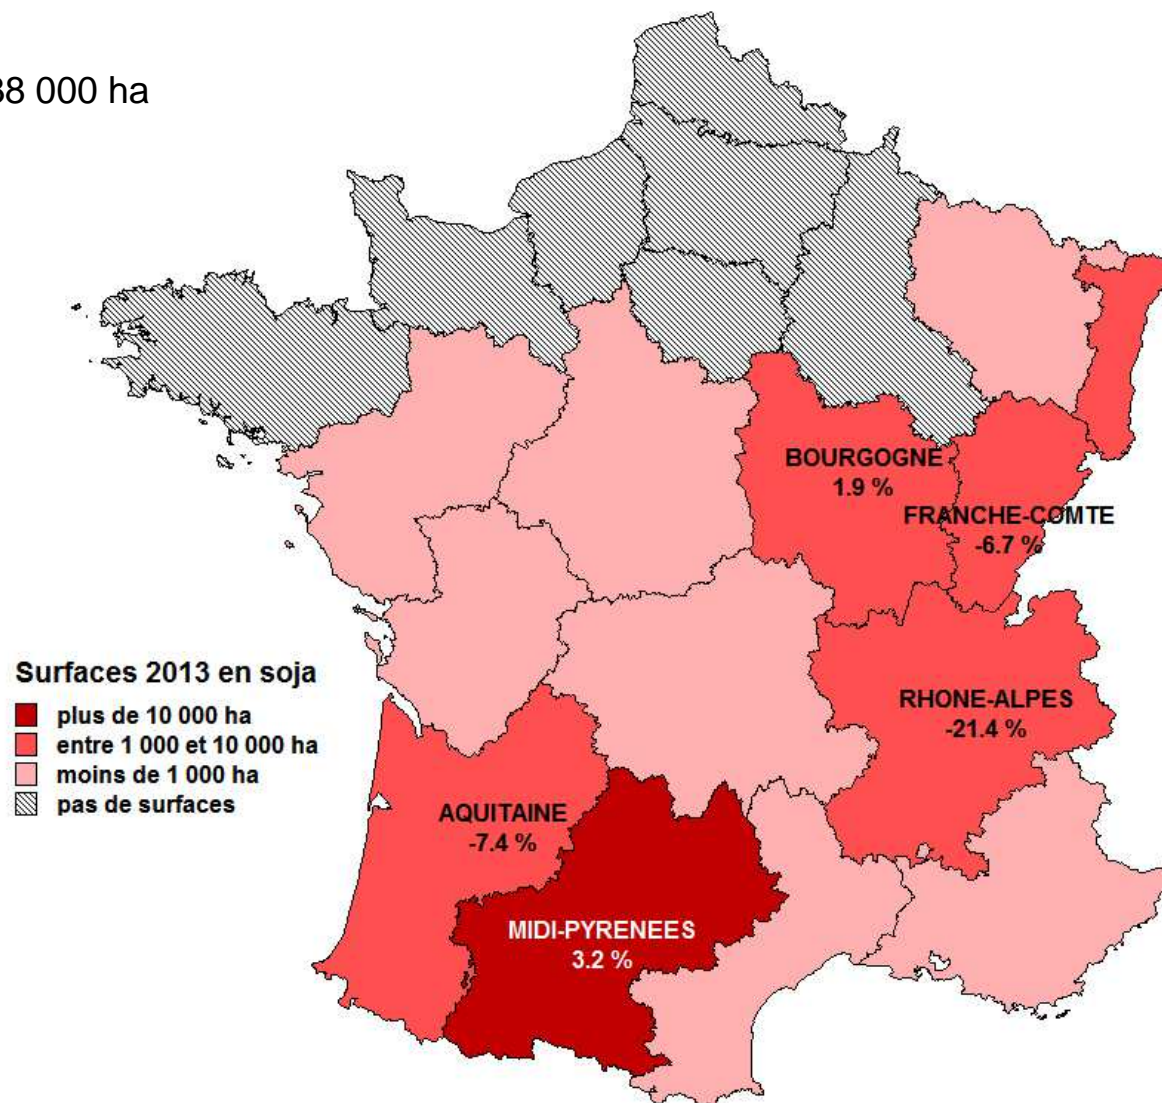 38 000 ha
BOURGOGNE
1.9 %
FRANCHE-COMTE
-6.7 %
Surfaces 2013 en soja
plus de 10 000 ha
entre 1 000 et 10 000 ha
moins de 1 000 ha
pas de surfaces
RHONE-ALPES
-21.4 %
AQUITAINE
-7.4 %
MIDI-PYRENEES
3.2 %